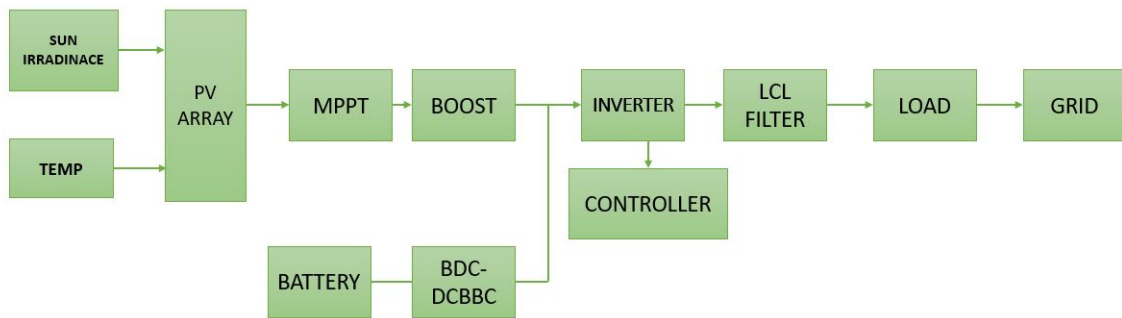 SUN
IRRADINACE
TEMP
PV
ARRAY
MPPT
BOOST
INVERTER
LCL
FILTER
LOAD
GRID
CONTROLLER
BATTERY
BDC-
DCBBC